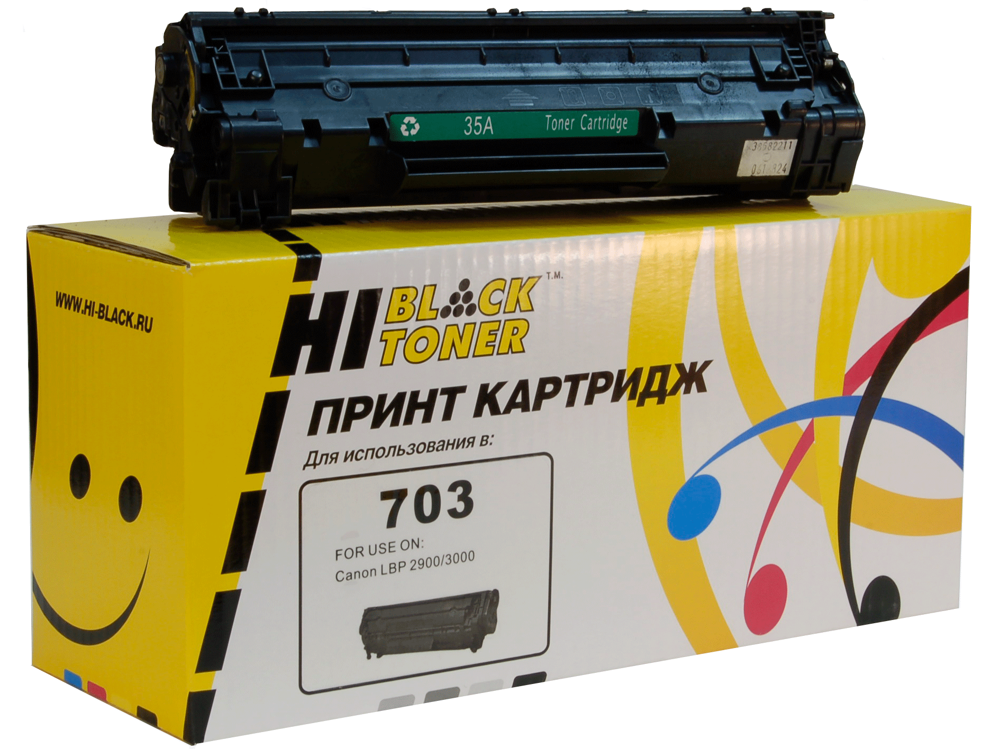 35A
Toner Cartridge
WWW.HI-BLACK.RU
HI BLACK T.M.
TONER
ПРИНТ КАРТРИДЖ
Для использования в:
703
FOR USE ON:
Canon LBP 2900/3000